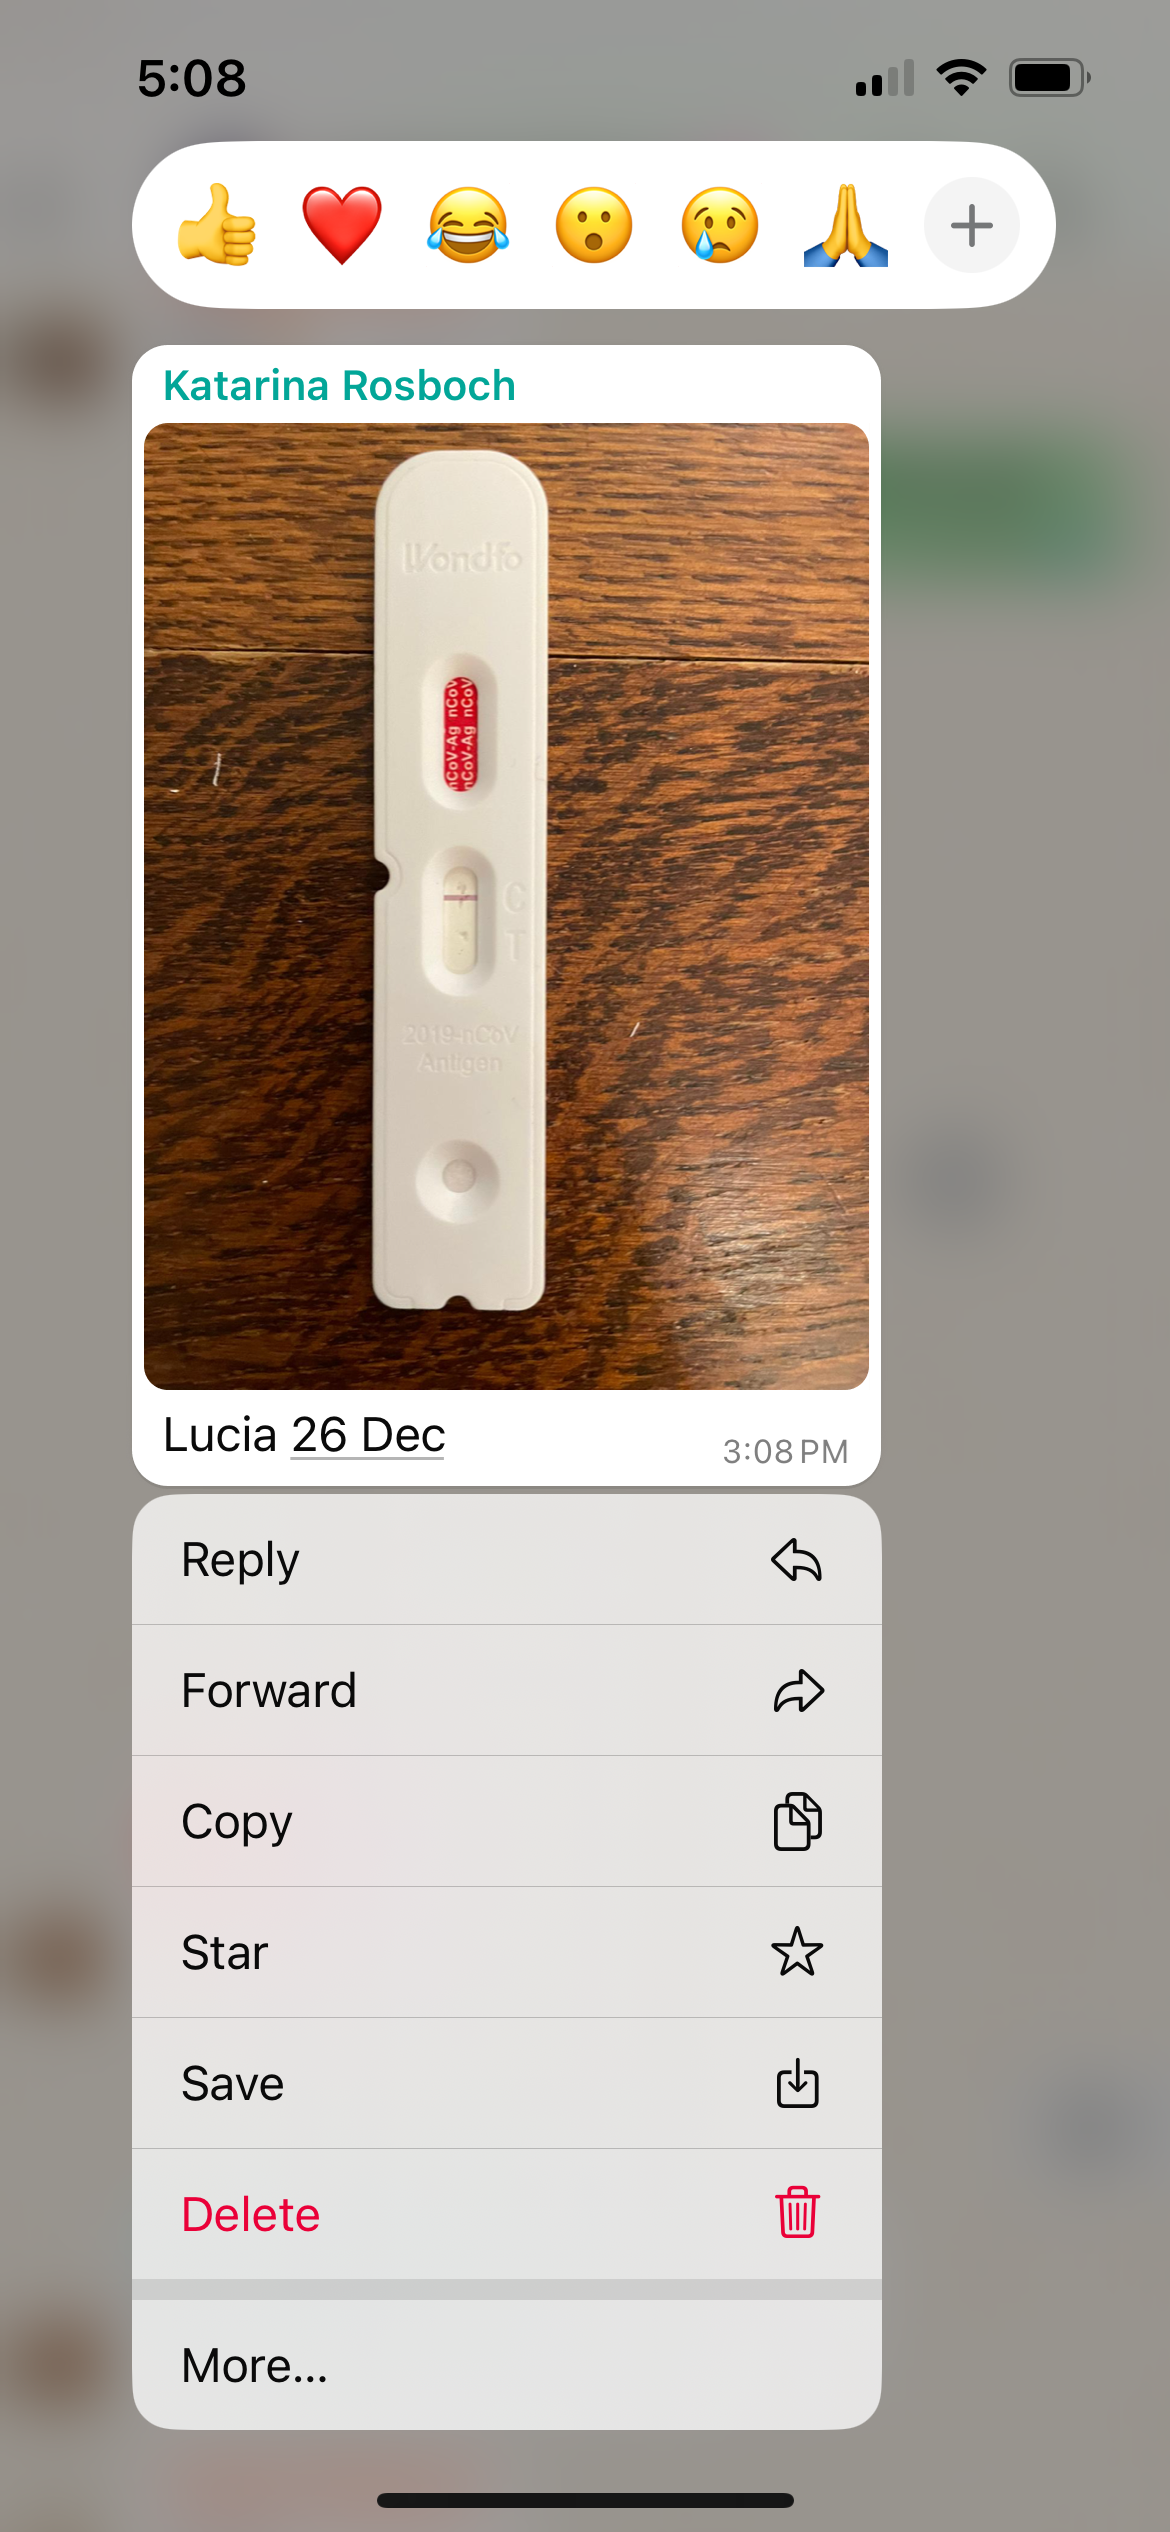 5:08
Katarina Rosboch
Wondfo
nCoV-Ag nCoV
nCoV-Ag nCoV
C
T
2019-nCoV
Antigen
Lucia 26 Dec
3:08 PM
Reply
Forward
Copy
Star
Save
Delete
More...